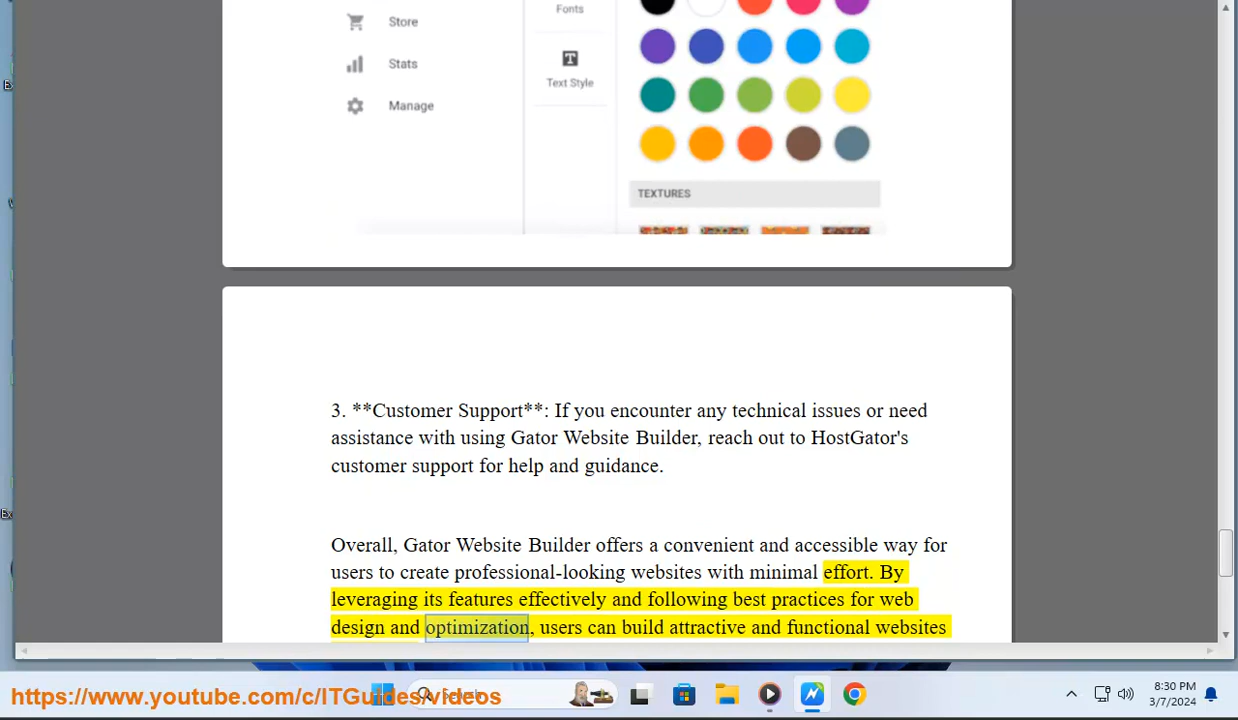 Fonts
Store
Text Style
Stats
Manage
TEXTURES
3. **Customer Support**: If you encounter any technical issues or need
assistance with using Gator Website Builder, reach out to HostGator's
customer support for help and guidance.
Overall, Gator Website Builder offers a convenient and accessible way for
users to create professional-looking websites with minimal effort. By
leveraging its features effectively and following best practices for web
design and optimization, users can build attractive and functional websites
https://www.youtube.com/c/ITGuides/videos
8:30 PM
3/7/2024